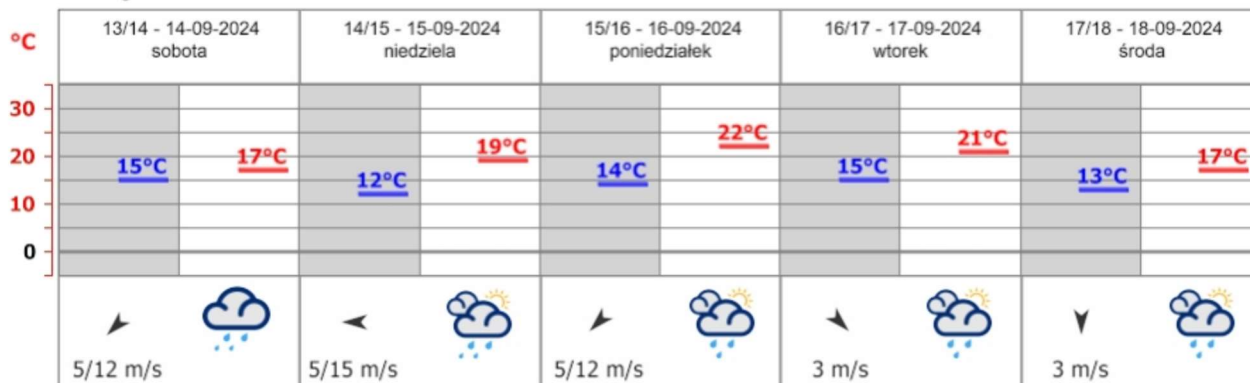 13/14 - 14-09-2024
sobota
14/15 - 15-09-2024
niedziela
15/16 - 16-09-2024
poniedziałek
16/17 - 17-09-2024
wtorek
17/18 - 18-09-2024
środa
°C
30
20
10
0
15°C
17°C
12°C
19°C
14°C
22°C
15°C
21°C
13°C
17°C
5/12 m/s
5/15 m/s
5/12 m/s
3 m/s
3 m/s